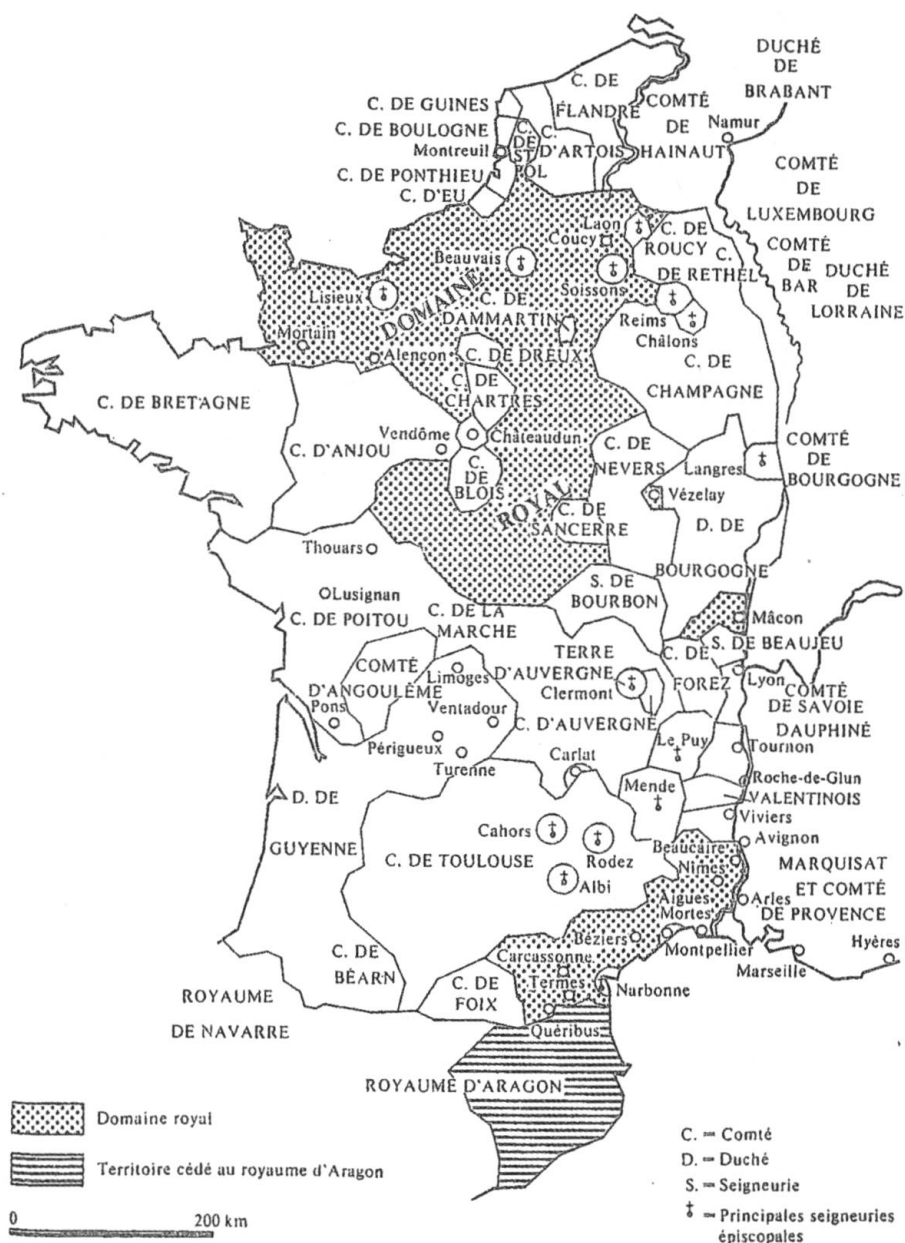 DUCHÉ
DE
BRABANT
C. DE
FLANDRE
C. DE GUINES
C. DE BOULOGNE
Montreuil
C. DE PONTHIEU
C. D'EU
C.
DE
ST
POL
C.
D'ARTOIS
COMTÉ
DE
HAINAUT
Namur
COMTÉ
DE
LUXEMBOURG
COMTÉ
DE
BAR
DUCHÉ
DE
LORRAINE
Laon
Coucy
C. DE
ROUCY
C.
DE RETHEL
Beauvais
Soissons
Lisieux
DOMAINE
C. DE
DAMMARTIN
Reims
Châlons
Mortain
Alençon
C. DE DREUX
C.
DE
CHARTRES
C. DE
CHAMPAGNE
C. DE BRETAGNE
C. D'ANJOU
Vendôme
Châteaudun
C.
DE
BLOIS
ROYAL
C. DE
NEVERS
Langres
COMTÉ
DE
BOURGOGNE
Vézelay
C. DE
SANCERRE
D. DE
BOURGOGNE
Thouars
Lusignan
C. DE POITOU
C. DE LA
MARCHE
S. DE
BOURBON
Mâcon
S. DE BEAUJEU
C. DE
FOREZ
Lyon
TERRE
D'AUVERGNE
Clermont
C. D'AUVERGNE
COMTÉ
D'ANGOULÊME
Limoges
Pons
Ventadour
Périgueux
Turenne
COMTÉ
DE SAVOIE
DAUPHINÉ
Le Puy
Tournon
Carlat
Mende
Roche-de-Glun
VALENTINOIS
Viviers
D. DE
GUYENNE
Cahors
Rodez
Albi
C. DE TOULOUSE
Beaucaire
Nîmes
Avignon
MARQUISAT
ET COMTÉ
DE PROVENCE
Aigues
Mortes
Arles
Béziers
Montpellier
Marseille
Hyères
C. DE
BÉARN
Carcassonne
Termes
Narbonne
C. DE
FOIX
Quéribus
ROYAUME
DE NAVARRE
ROYAUME D'ARAGON
Domaine royal
Territoire cédé au royaume d'Aragon
0 200 km
C. = Comté
D. = Duché
S. = Seigneurie
= Principales seigneuries
épiscopales